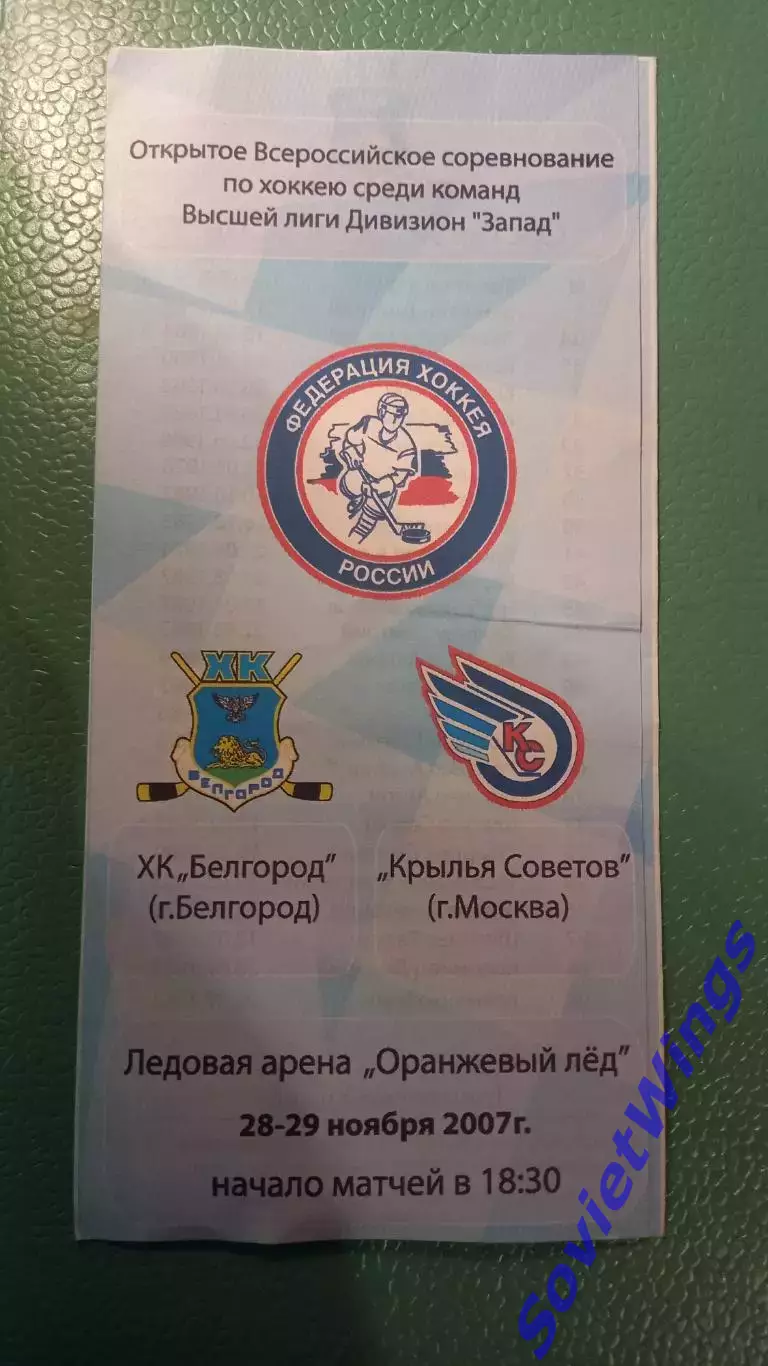 Открытое Всероссийское соревнование
по хоккею среди команд
Высшей лиги Дивизион "Запад"
ФЕДЕРАЦИЯ ХОККЕЯ
РОССИИ
ХК
БЕЛГОРОД
КС
ХК„Белгород”
(г.Белгород)
„Крылья Советов”
(г.Москва)
Ледовая арена „Оранжевый лёд”
28-29 ноября 2007г.
начало матчей в 18:30
SovietWings